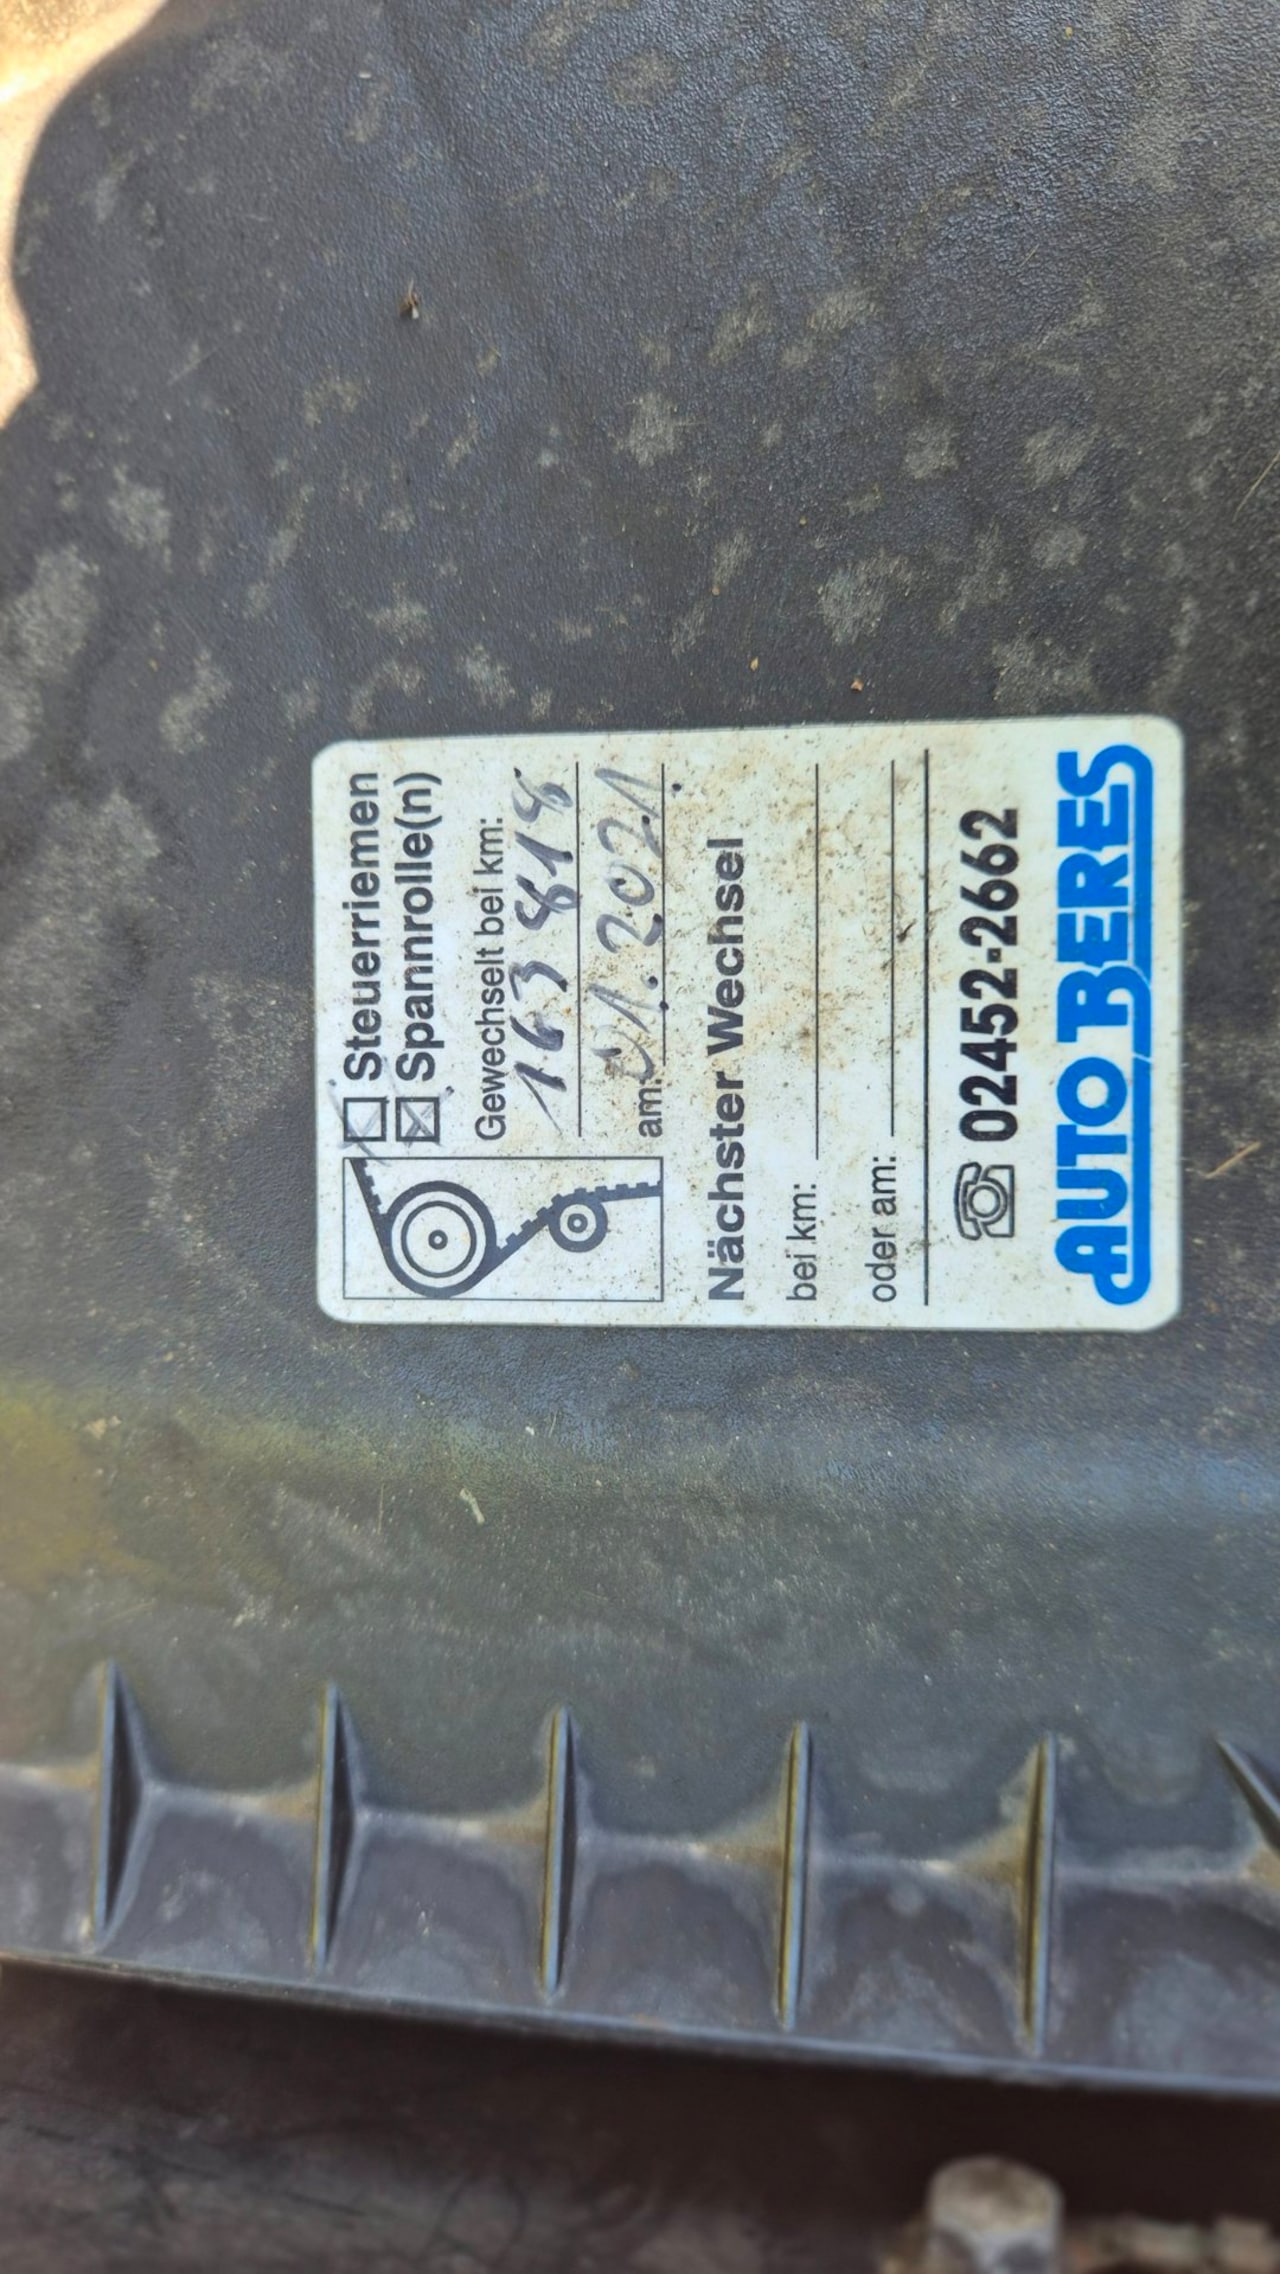 Steuerriemen
Spannrolle(n)
Gewechselt bei km:
163 818
am: 01.2021
Nächster Wechsel
bei km:
oder am:
02452-2662
AUTO BERES